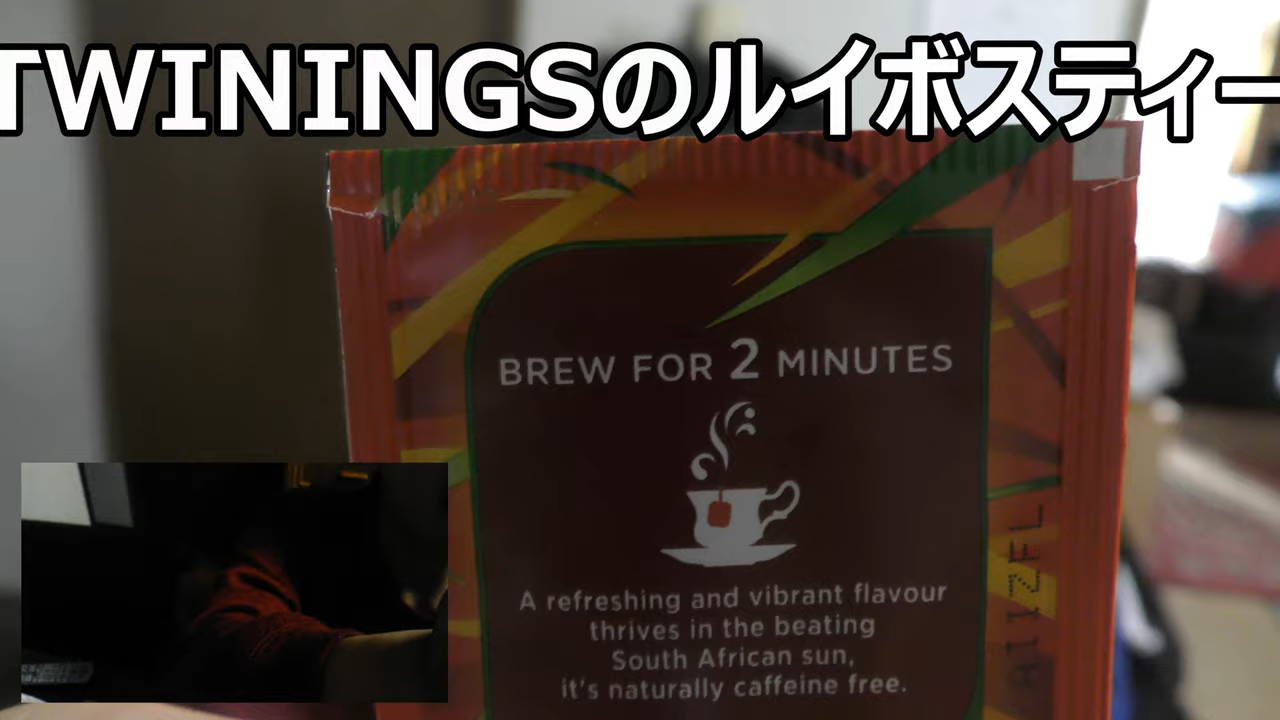 TWININGSのルイボスティー
BREW FOR 2 MINUTES
A refreshing and vibrant flavour
thrives in the beating
South African sun,
it's naturally caffeine free.